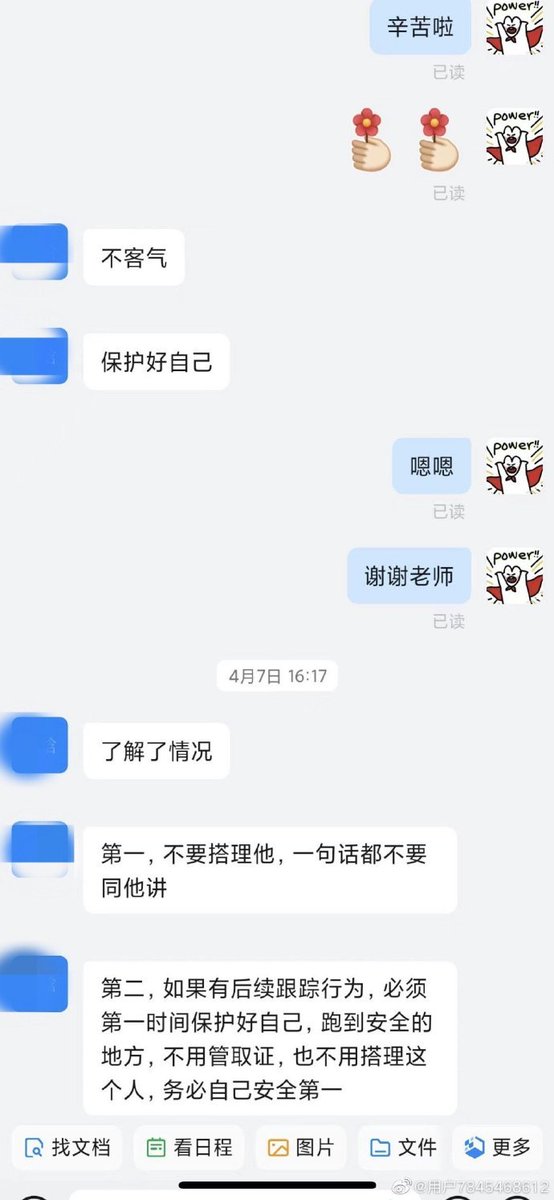 辛苦啦
power!!
已读
power!!
已读
不客气
保护好自己
嗯嗯
power!!
已读
谢谢老师
power!!
已读
4月7日 16:17
了解了情况
第一，不要搭理他，一句话都不要
同他讲
第二，如果有后续跟踪行为，必须
第一时间保护好自己，跑到安全的
地方，不用管取证，也不用搭理这
个人，务必自己安全第一
找文档
看日程
图片
文件
更多
@用户7845468612